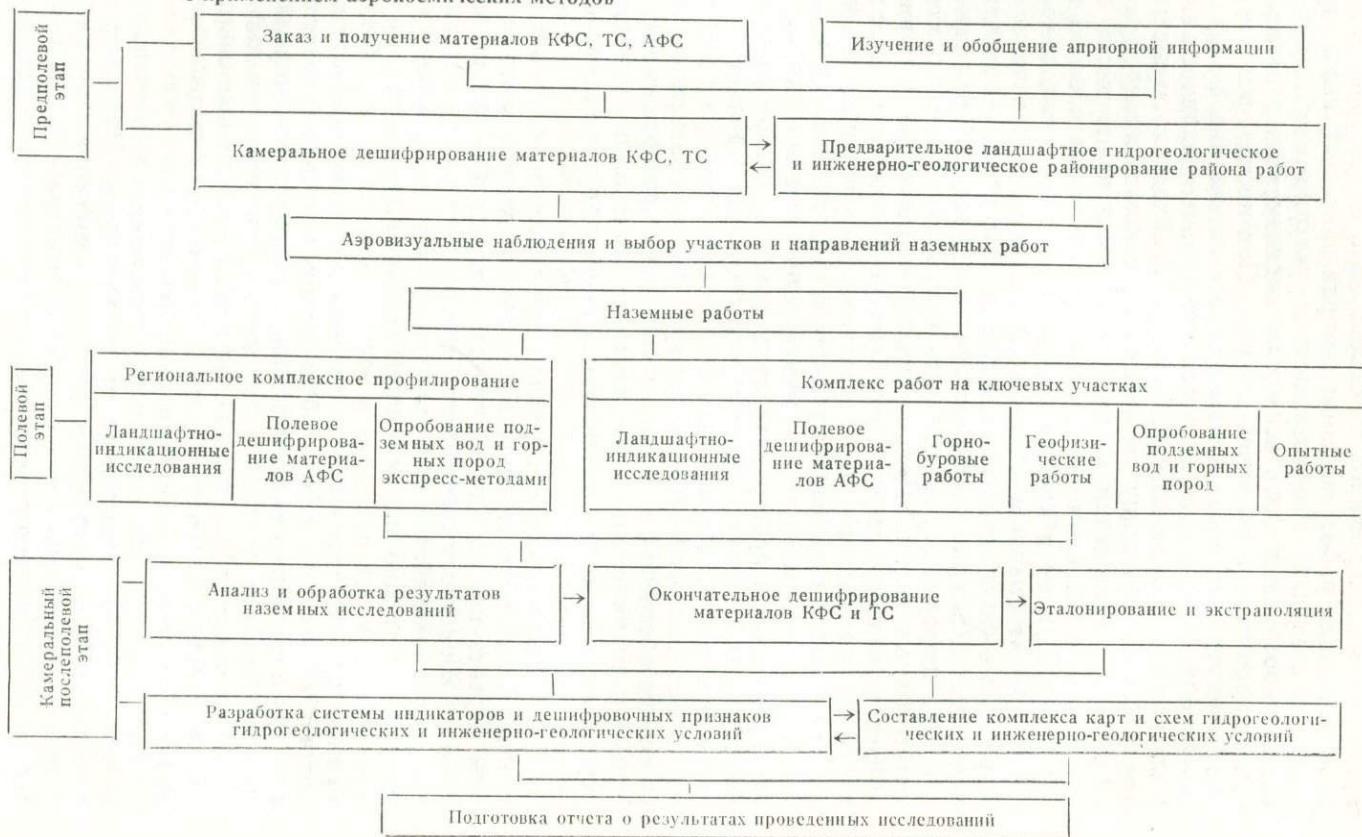 с применением аэрокосмических методов
Предполевой
этап
Заказ и получение материалов КФС, ТС, АФС
Изучение и обобщение априорной информации
Камеральное дешифрирование материалов КФС, ТС
Предварительное ландшафтное гидрогеологическое
и инженерно-геологическое районирование района работ
Аэровизуальные наблюдения и выбор участков и направлений наземных работ
Наземные работы
Полевой
этап
Региональное комплексное профилирование
Ландшафтно-
индикационные
исследования
Полевое
дешифрирова-
ние материа-
лов АФС
Опробование под-
земных вод и гор-
ных пород
экспресс-методами
Комплекс работ на ключевых участках
Ландшафтно-
индикационные
исследования
Полевое
дешифрирова-
ние материа-
лов АФС
Горно-
буровые
работы
Геофизи-
ческие
работы
Опробование
подземных
вод и горных
пород
Опытные
работы
Камеральный
послеполевой
этап
Анализ и обработка результатов
наземных исследований
Окончательное дешифрирование
материалов КФС и ТС
Эталонирование и экстраполяция
Разработка системы индикаторов и дешифровочных признаков
гидрогеологических и инженерно-геологических условий
Составление комплекса карт и схем гидрогеологи-
ческих и инженерно-геологических условий
Подготовка отчета о результатах проведенных исследований